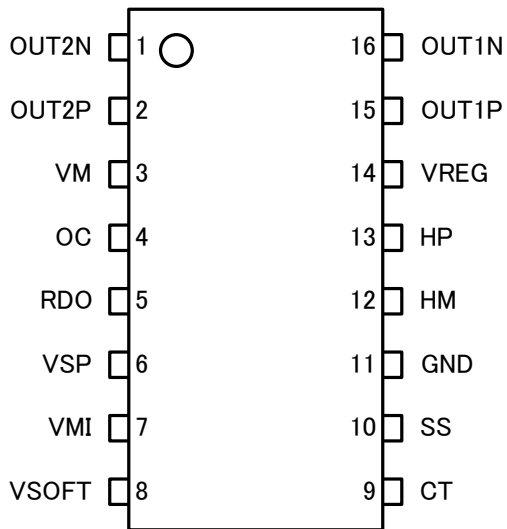 OUT2N 1 16 OUT1N
OUT2P 2 15 OUT1P
VM 3 14 VREG
OC 4 13 HP
RDO 5 12 HM
VSP 6 11 GND
VMI 7 10 SS
VSOFT 8 9 CT